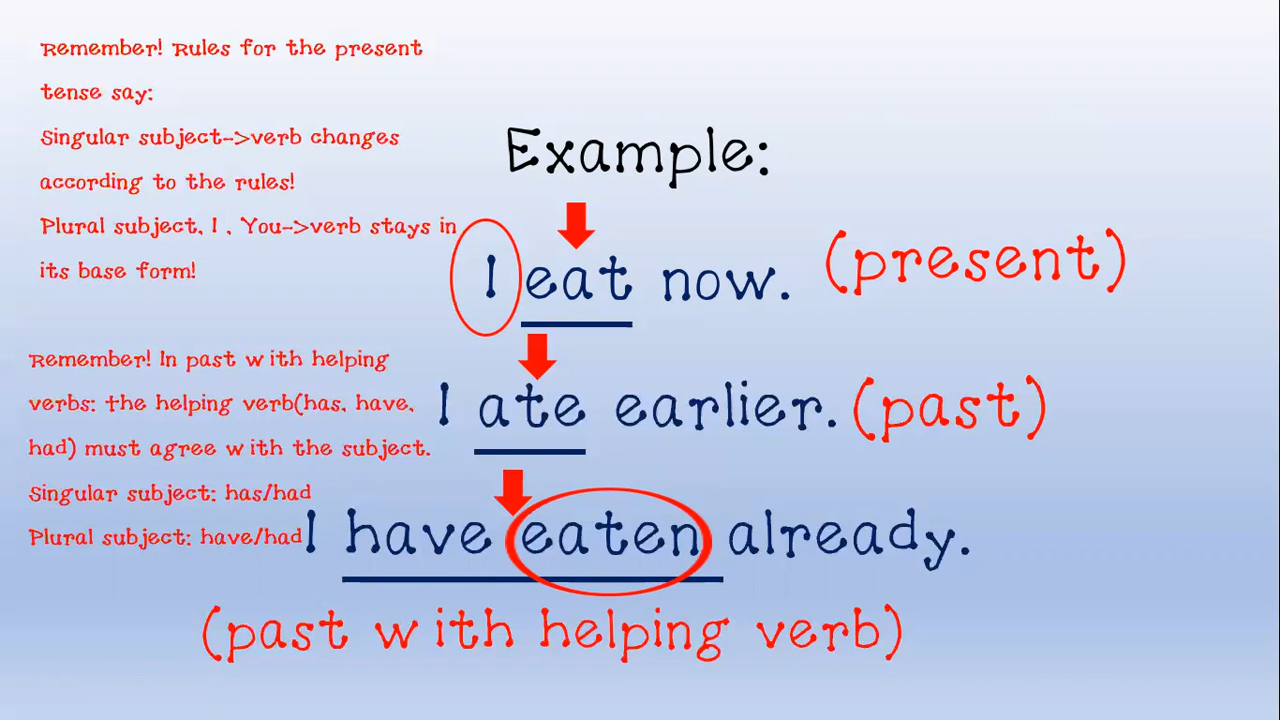 Remember! Rules for the present
tense say:
Singular subject->verb changes
according to the rules!
Plural subject, I , You->verb stays in
its base form!
Example:
I eat now. (present)
Remember! In past with helping
verbs: the helping verb(has, have,
had) must agree with the subject.
Singular subject: has/had
Plural subject: have/had
I ate earlier. (past)
I have eaten already.
(past with helping verb)